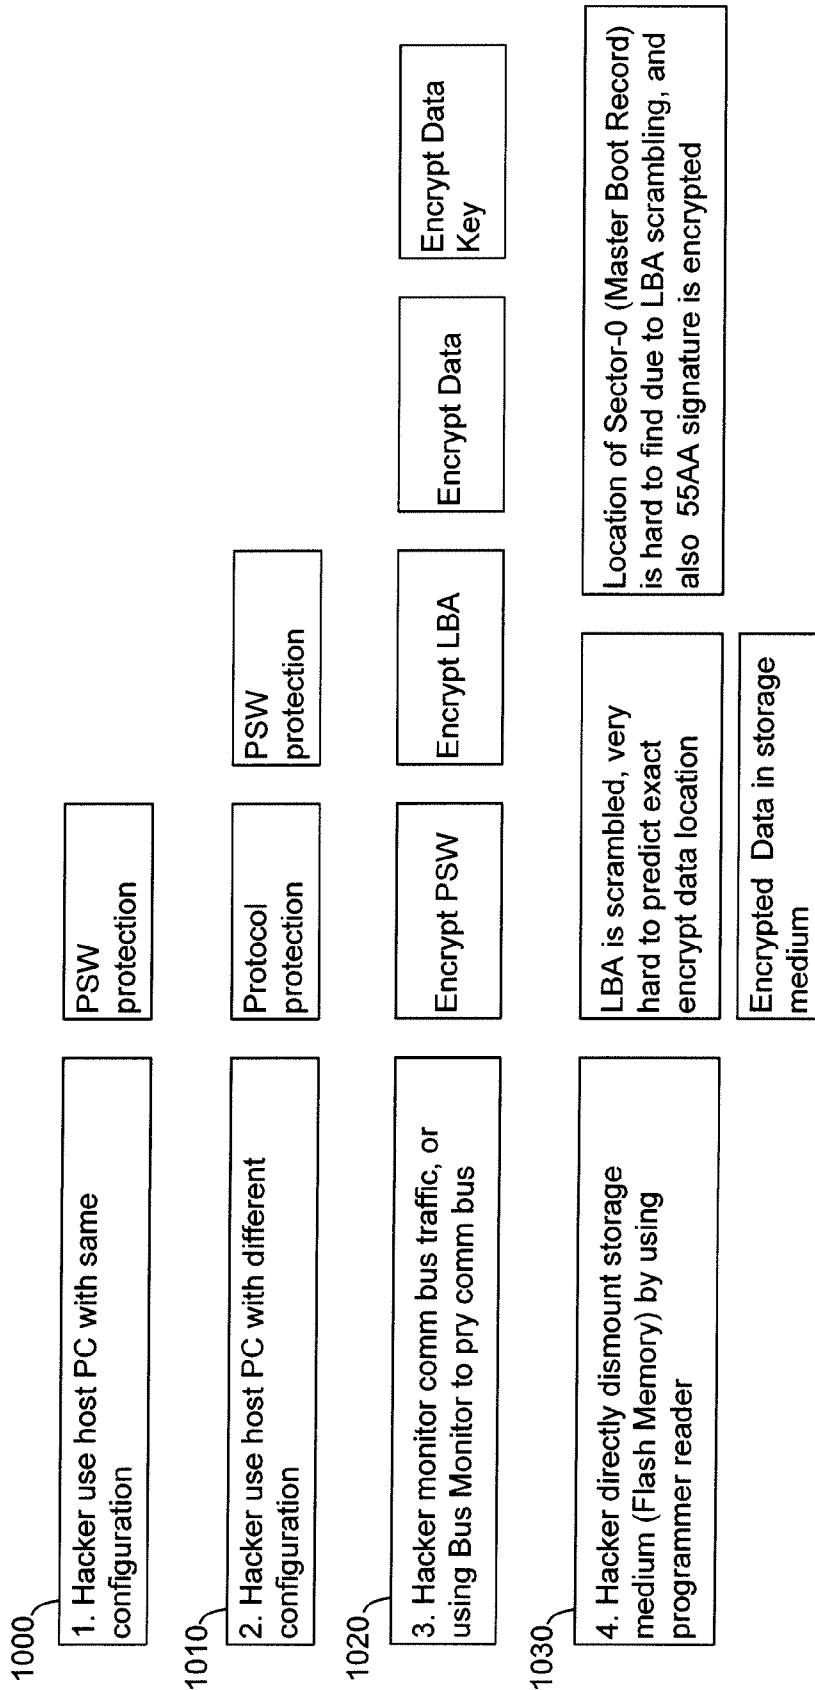 1000
1. Hacker use host PC with same
configuration
PSW
protection
1010
2. Hacker use host PC with different
configuration
Protocol
protection
PSW
protection
1020
3. Hacker monitor comm bus traffic, or
using Bus Monitor to pry comm bus
Encrypt PSW
Encrypt LBA
Encrypt Data
Encrypt Data
Key
1030
4. Hacker directly dismount storage
medium (Flash Memory) by using
programmer reader
LBA is scrambled, very
hard to predict exact
encrypt data location
Location of Sector-0 (Master Boot Record)
is hard to find due to LBA scrambling, and
also 55AA signature is encrypted
Encrypted Data in storage
medium